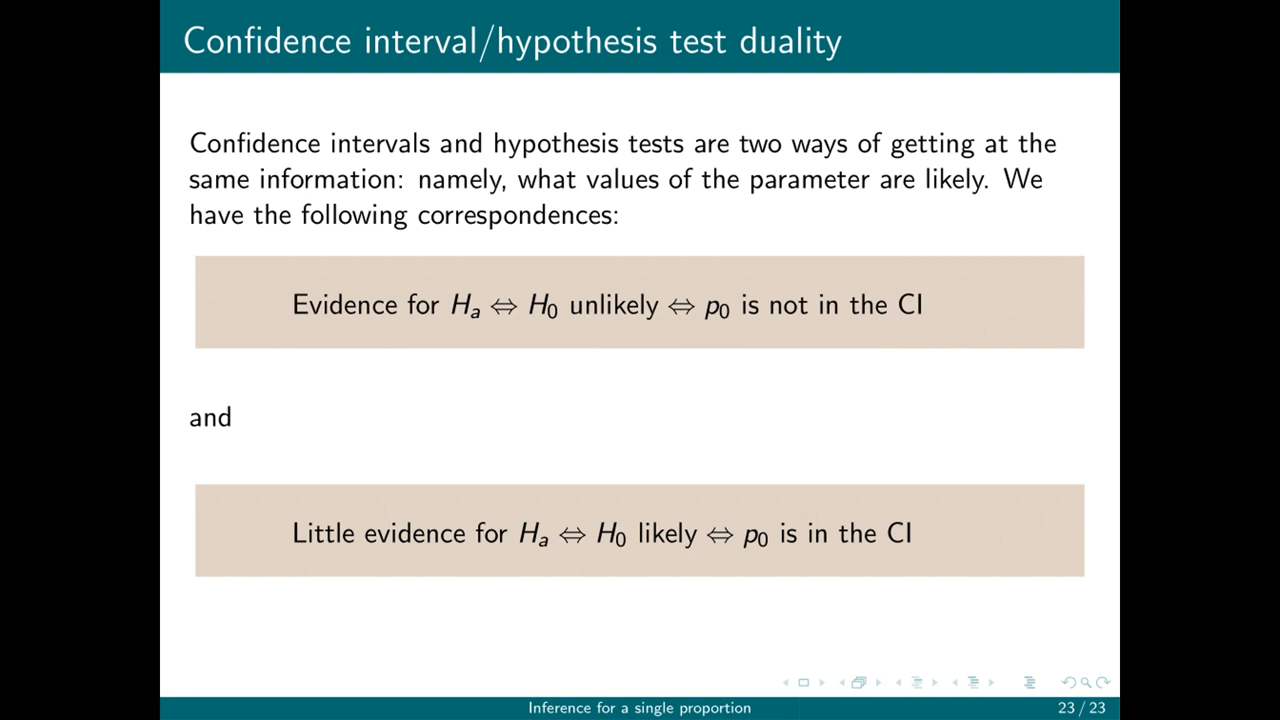 Confidence interval/hypothesis test duality
Confidence intervals and hypothesis tests are two ways of getting at the
same information: namely, what values of the parameter are likely. We
have the following correspondences:
Evidence for Hₐ ⇔ H₀ unlikely ⇔ p₀ is not in the CI
and
Little evidence for Hₐ ⇔ H₀ likely ⇔ p₀ is in the CI
Inference for a single proportion
23 / 23